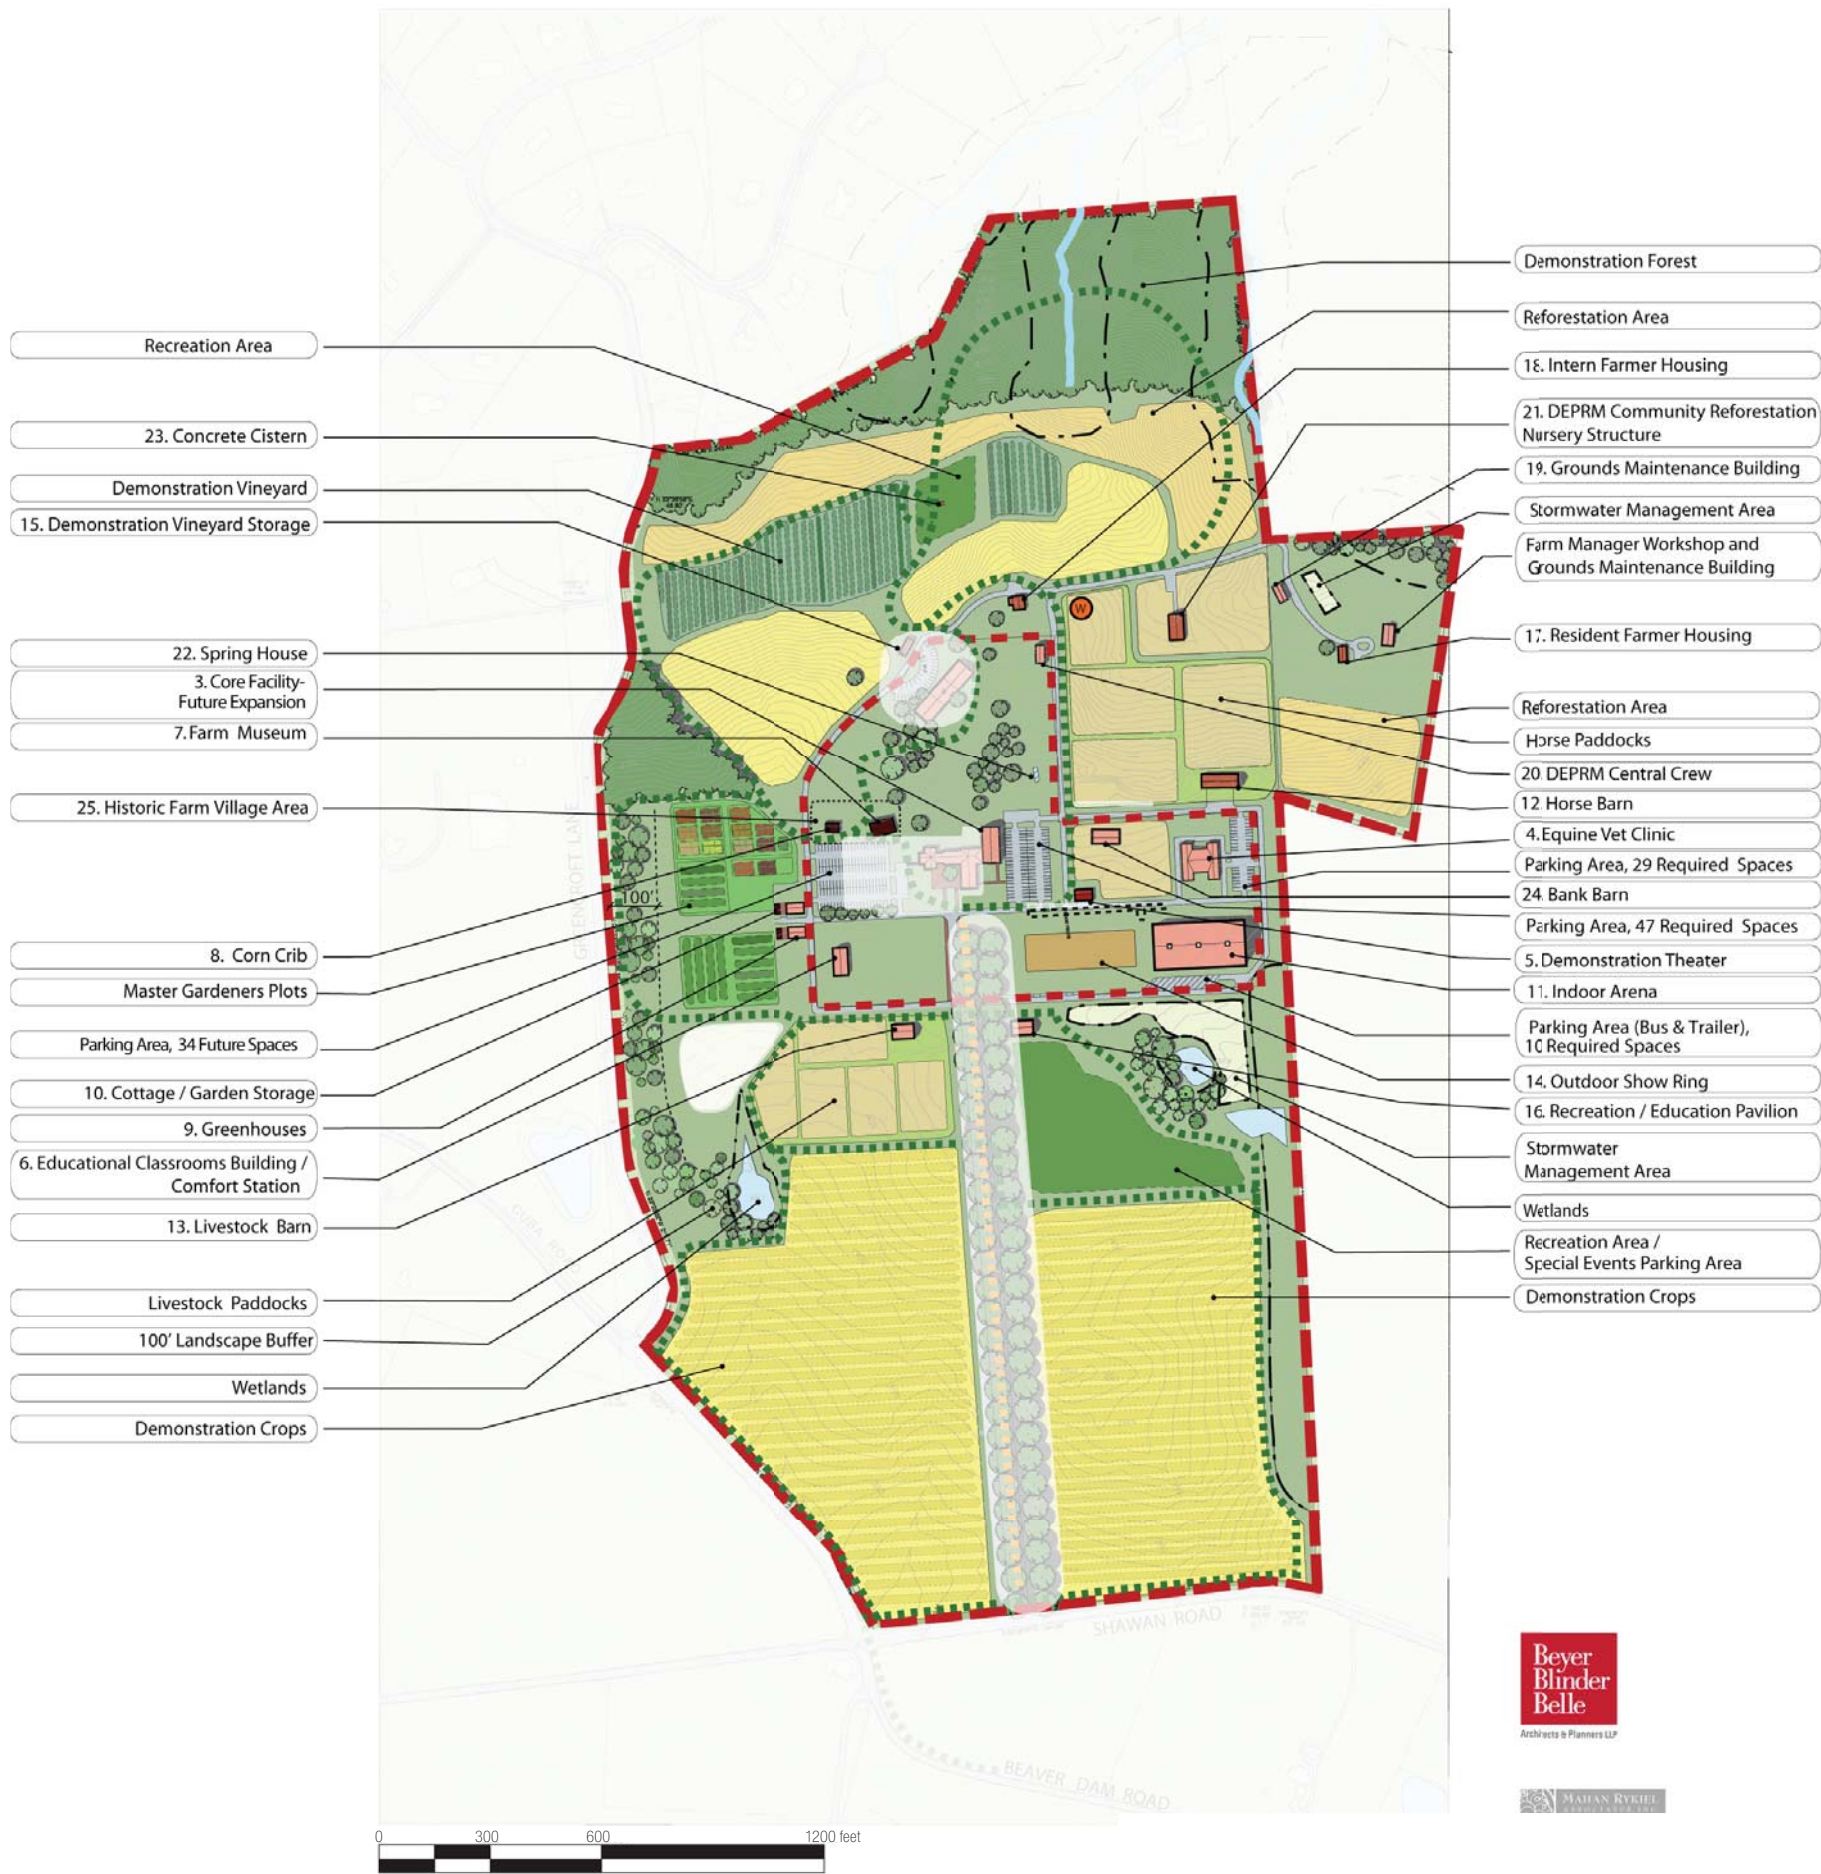 Recreation Area
23. Concrete Cistern
Demonstration Vineyard
15. Demonstration Vineyard Storage
22. Spring House
3. Core Facility-
Future Expansion
7. Farm Museum
25. Historic Farm Village Area
8. Corn Crib
Master Gardeners Plots
Parking Area, 34 Future Spaces
10. Cottage / Garden Storage
9. Greenhouses
6. Educational Classrooms Building /
Comfort Station
13. Livestock Barn
Livestock Paddocks
100' Landscape Buffer
Wetlands
Demonstration Crops
GREENCROFT LANE
100'
CUBA ROAD
W
SHAWAN ROAD
BEAVER DAM ROAD
Demonstration Forest
Reforestation Area
18. Intern Farmer Housing
21. DEPRM Community Reforestation
Nursery Structure
19. Grounds Maintenance Building
Stormwater Management Area
Farm Manager Workshop and
Grounds Maintenance Building
17. Resident Farmer Housing
Reforestation Area
Horse Paddocks
20. DEPRM Central Crew
12. Horse Barn
4. Equine Vet Clinic
Parking Area, 29 Required Spaces
24. Bank Barn
Parking Area, 47 Required Spaces
5. Demonstration Theater
11. Indoor Arena
Parking Area (Bus & Trailer),
10 Required Spaces
14. Outdoor Show Ring
16. Recreation / Education Pavilion
Stormwater
Management Area
Wetlands
Recreation Area /
Special Events Parking Area
Demonstration Crops
Beyer
Blinder
Belle
Architects & Planners LLP
MAHAN RYKIEL
ASSOCIATES INC
0 300 600 1200 feet